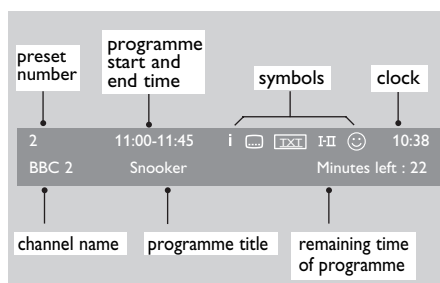 preset
number
programme
start and
end time
symbols
clock
2 11:00-11:45 i .... TXT I-II 10:38
BBC 2 Snooker Minutes left : 22
channel name
programme title
remaining time
of programme